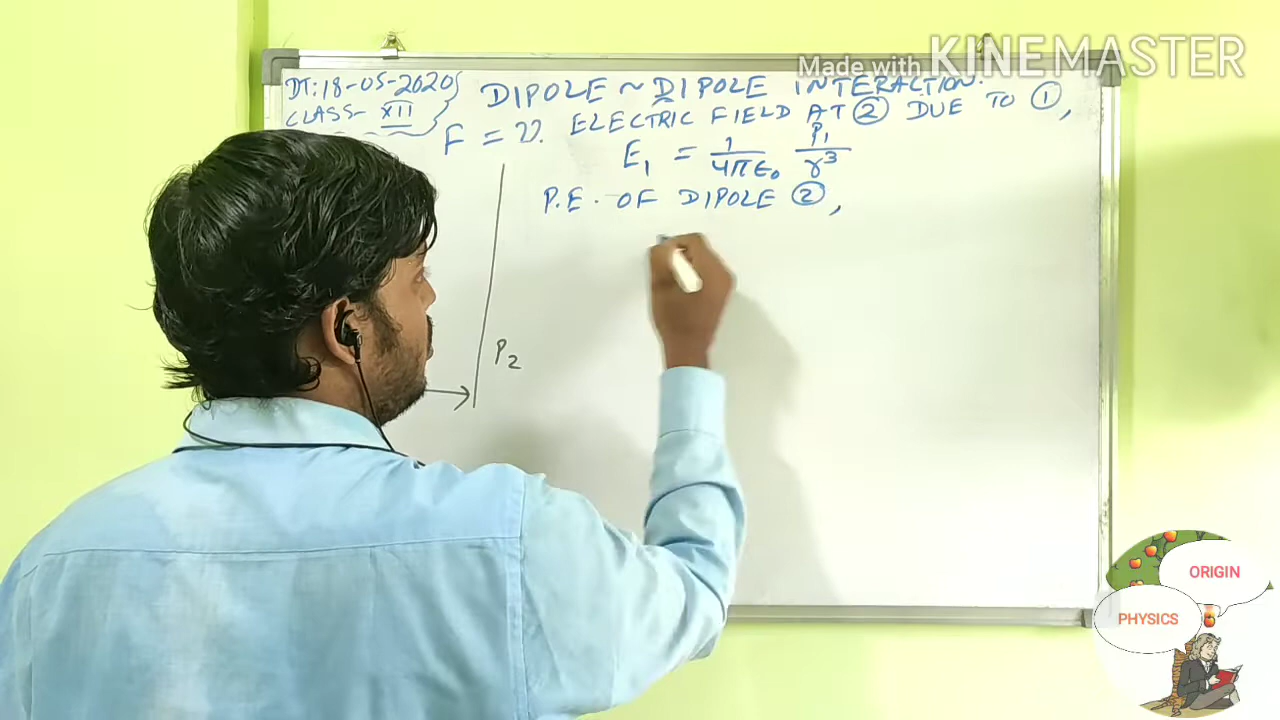 Made with KINEMASTER
DT: 18-05-2020
CLASS- XII
DIPOLE ~ DIPOLE INTERACTION.
F = ?. ELECTRIC FIELD AT ② DUE TO ①,
E₁ = 1/4πϵ₀ P₁/r³
P.E. OF DIPOLE ②,
P₂
ORIGIN
PHYSICS